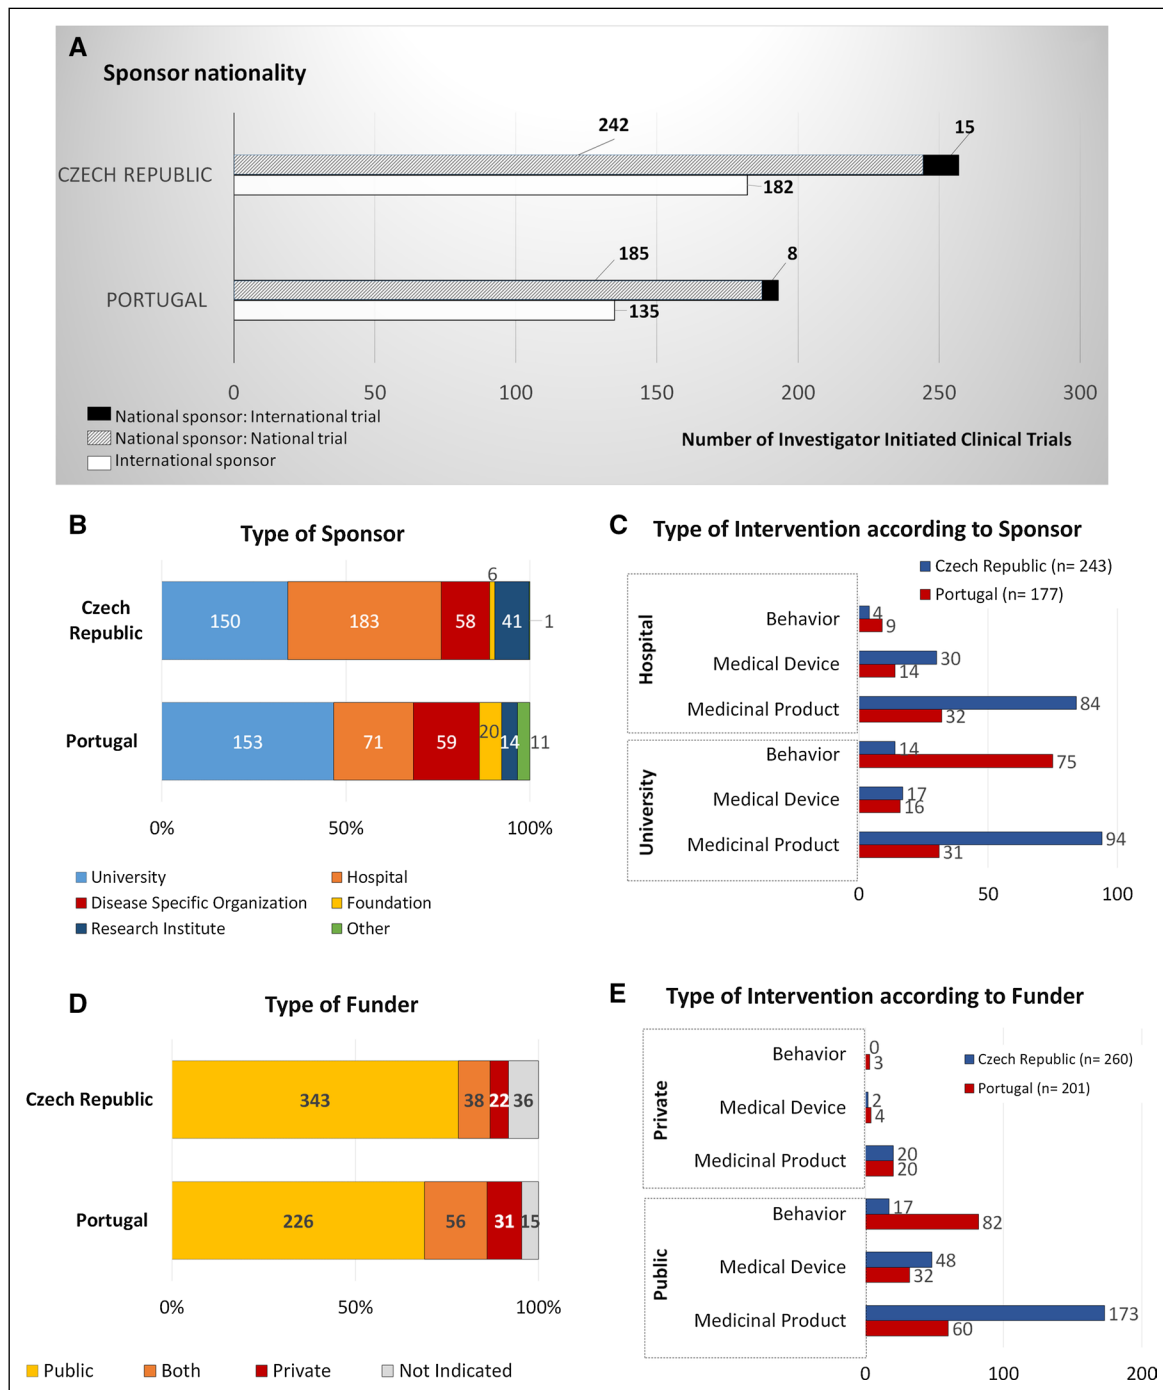 A
Sponsor nationality
242
15
CZECH REPUBLIC
182
185
8
PORTUGAL
135
0 50 100 150 200 250 300
National sponsor: International trial
National sponsor: National trial
International sponsor
Number of Investigator Initiated Clinical Trials
B
Type of Sponsor
6
Czech
Republic
150 183 58 41 1
Portugal
153 71 59 20 14 11
0% 50% 100%
University
Hospital
Disease Specific Organization
Foundation
Research Institute
Other
C
Type of Intervention according to Sponsor
Czech Republic (n= 243)
Portugal (n= 177)
Hospital
Behavior
4
9
Medical Device
30
14
Medicinal Product
84
32
University
Behavior
14
75
Medical Device
17
16
Medicinal Product
94
31
0 50 100
D
Type of Funder
Czech Republic
343 38 22 36
Portugal
226 56 31 15
0% 50% 100%
Public
Both
Private
Not Indicated
E
Type of Intervention according to Funder
Czech Republic (n= 260)
Portugal (n= 201)
Private
Behavior
0
3
Medical Device
2
4
Medicinal Product
20
20
Public
Behavior
17
82
Medical Device
48
32
Medicinal Product
173
60
0 100 200